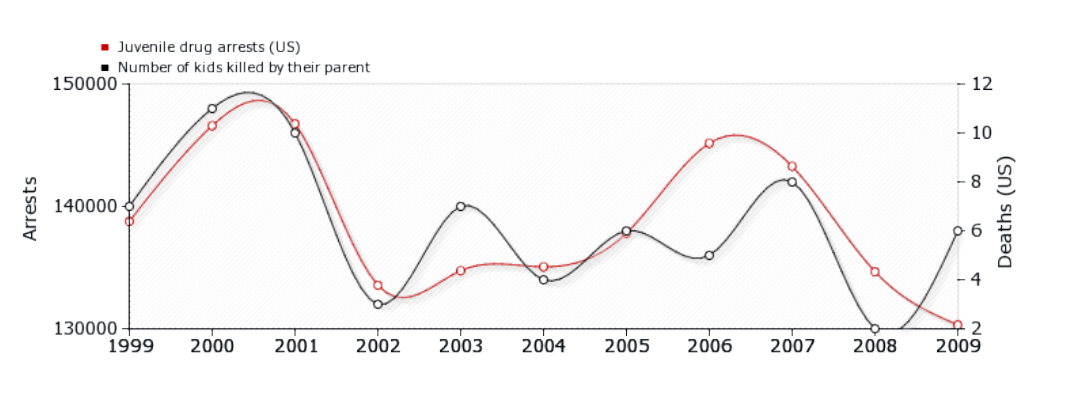 Juvenile drug arrests (US)
Number of kids killed by their parent
150000
140000
130000
Arrests
12
10
8
6
4
2
Deaths (US)
1999 2000 2001 2002 2003 2004 2005 2006 2007 2008 2009